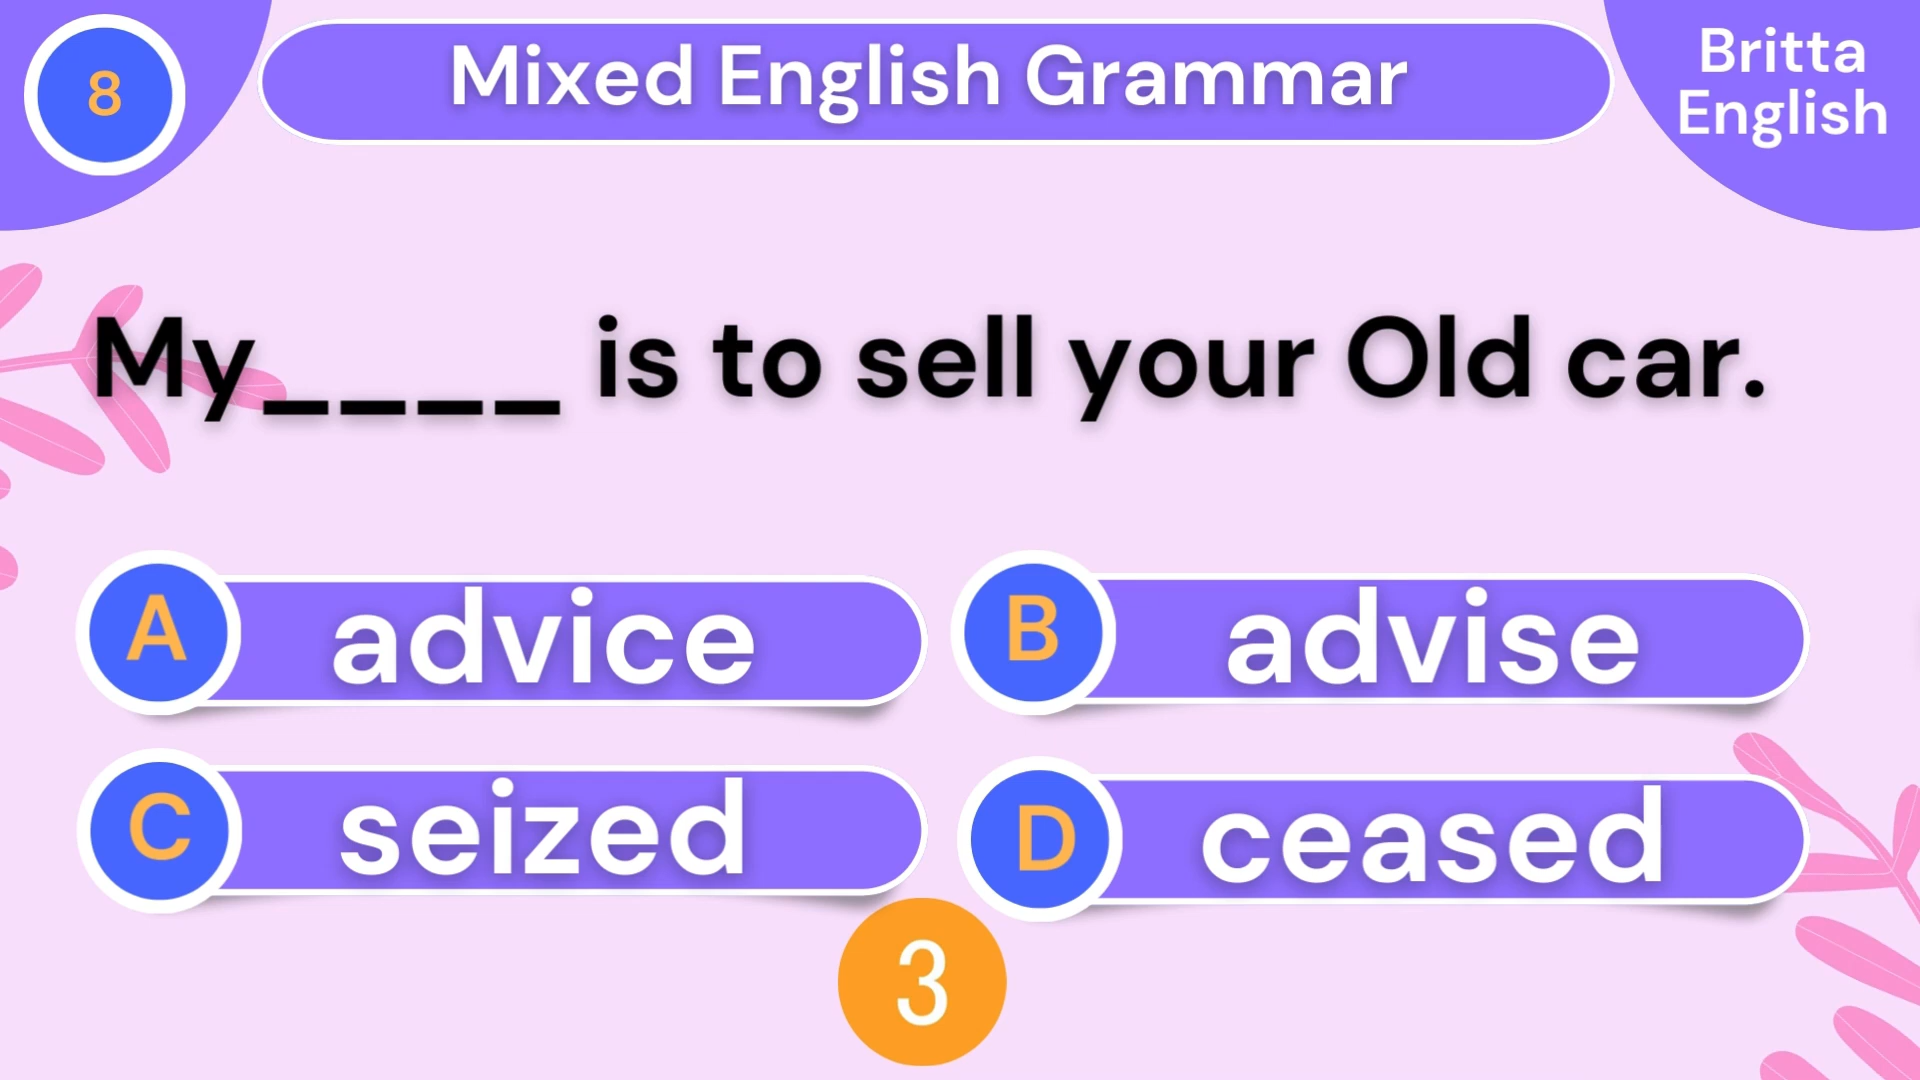 8
Mixed English Grammar
Britta
English
My____ is to sell your Old car.
A advice
B advise
C seized
D ceased
3